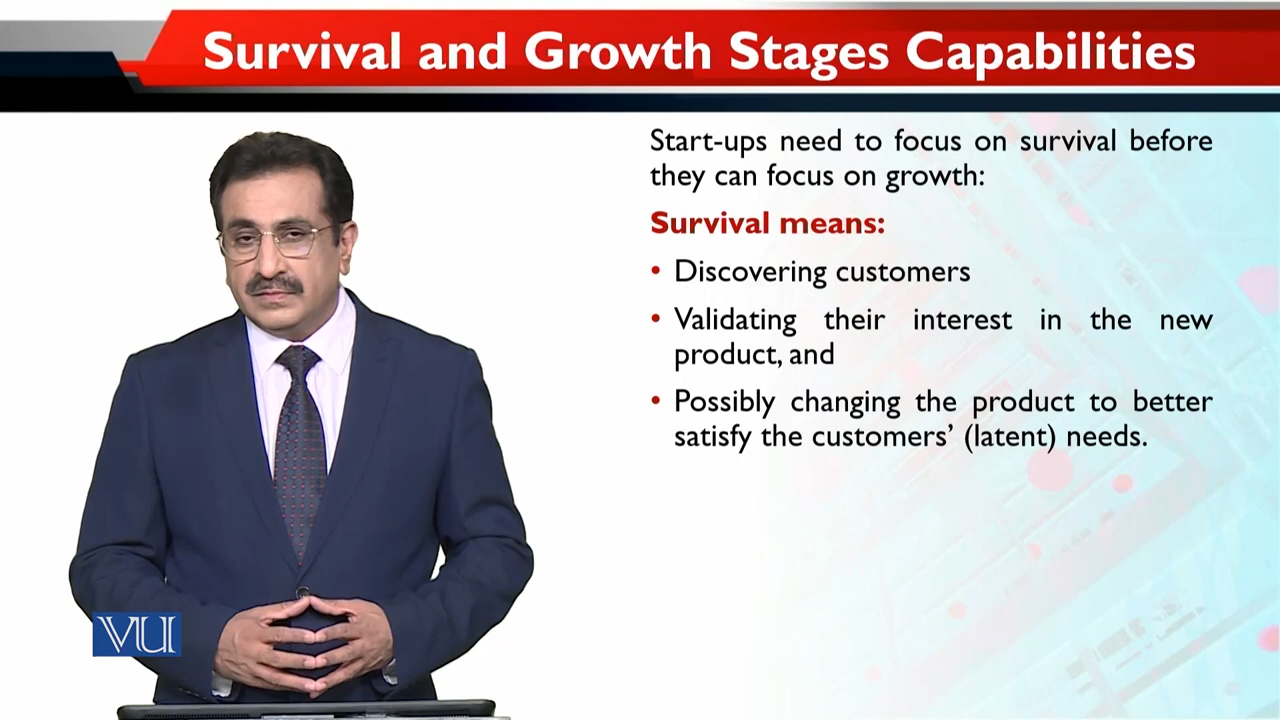 Survival and Growth Stages Capabilities
Start-ups need to focus on survival before
they can focus on growth:
Survival means:
• Discovering customers
• Validating their interest in the new
product, and
• Possibly changing the product to better
satisfy the customers’ (latent) needs.
VU